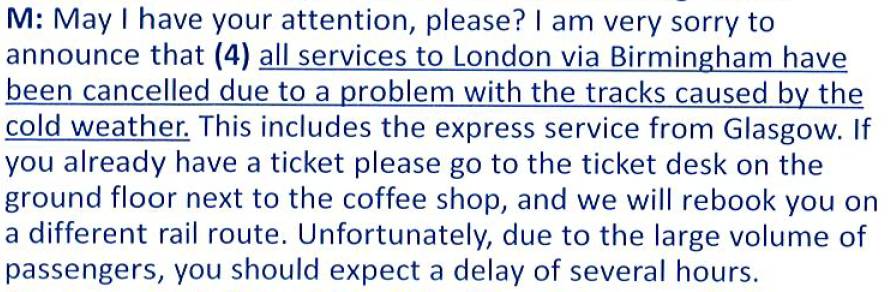 M: May I have your attention, please? I am very sorry to
announce that (4) all services to London via Birmingham have
been cancelled due to a problem with the tracks caused by the
cold weather. This includes the express service from Glasgow. If
you already have a ticket please go to the ticket desk on the
ground floor next to the coffee shop, and we will rebook you on
a different rail route. Unfortunately, due to the large volume of
passengers, you should expect a delay of several hours.